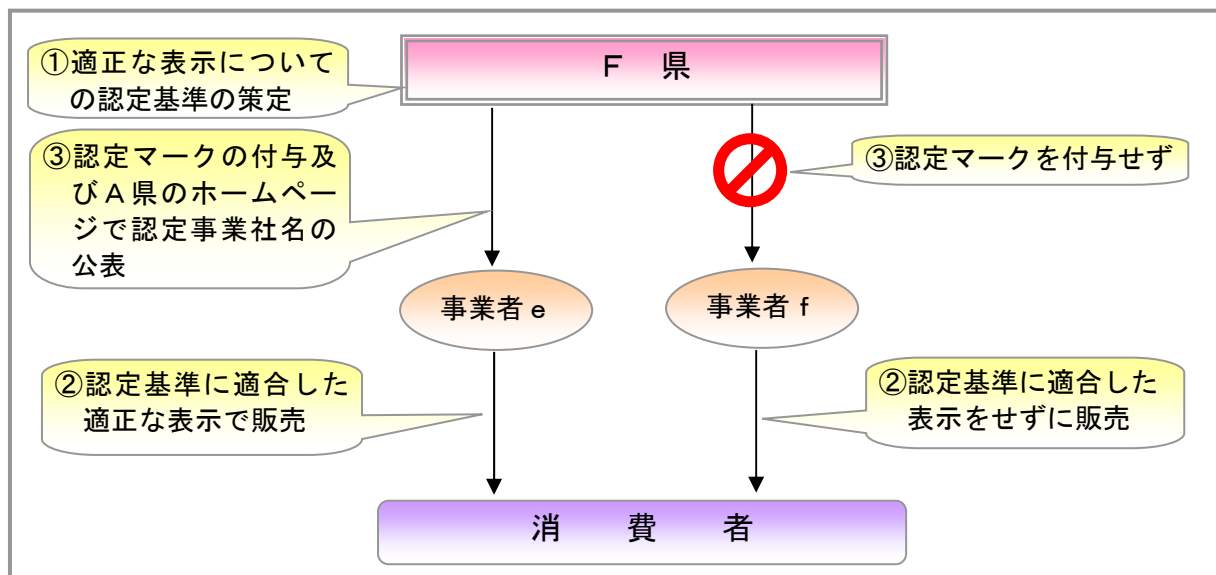 F 県
①適正な表示について
の認定基準の策定
③認定マークの付与及
びA県のホームペー
ジで認定事業社名の
公表
③認定マークを付与せず
事業者e
事業者f
②認定基準に適合した
適正な表示で販売
②認定基準に適合した
表示をせずに販売
消 費 者